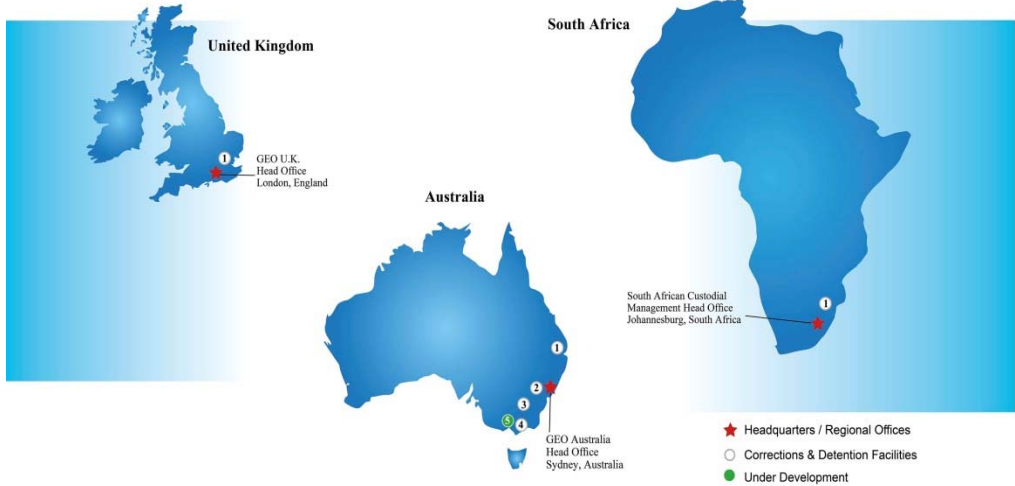 United Kingdom
1
GEO U.K.
Head Office
London, England
South Africa
1
South African Custodial
Management Head Office
Johannesburg, South Africa
Australia
1
2
3
5
4
GEO Australia
Head Office
Sydney, Australia
Headquarters / Regional Offices
Corrections & Detention Facilities
Under Development